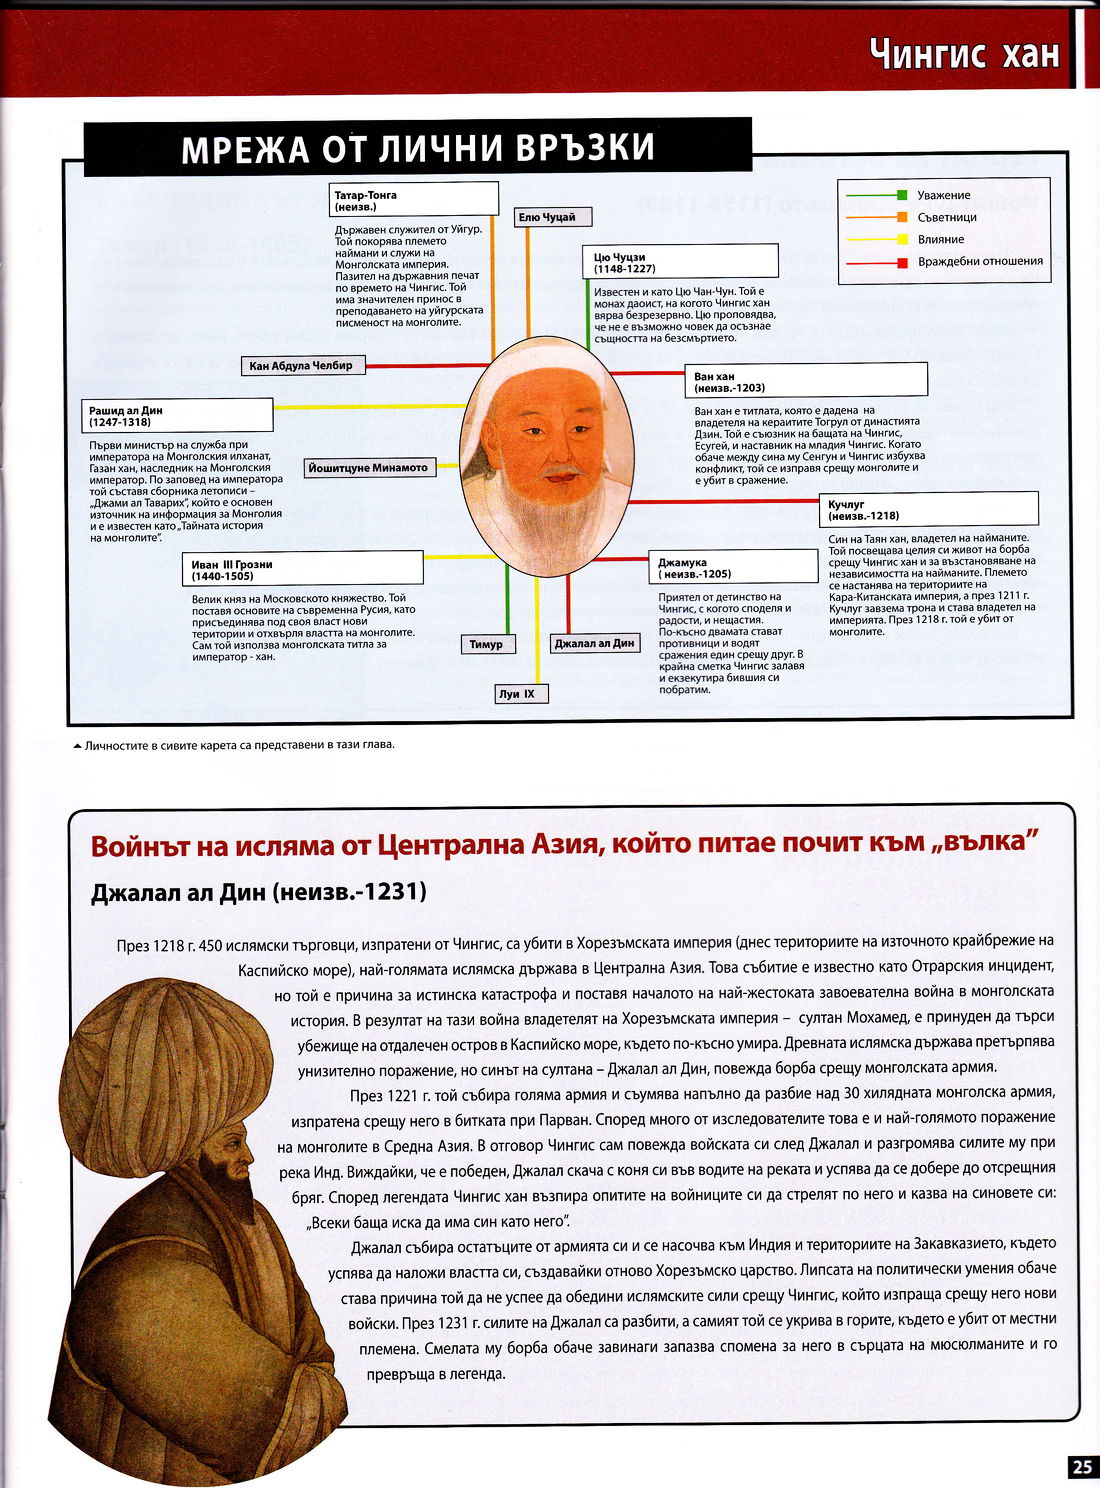 Чингис хан
МРЕЖА ОТ ЛИЧНИ ВРЪЗКИ
Татар-Тонга
(неизв.)
Държавен служител от Уйгур.
Той покорява племето
наймани и служи на
Монголската империя.
Пазител на държавния печат
по времето на Чингис. Той
има значителен принос в
преподаването на уйгурската
писменост на монголите.
Елю Чуцай
Цю Чуцзи
(1148-1227)
Известен и като Цю Чан-Чун. Той е
монах даоист, на когото Чингис хан
вярва безрезервно. Цю проповядва,
че не е възможно човек да осъзнае
същността на безсмъртието.
Уважение
Съветници
Влияние
Враждебни отношения
Кан Абдула Челбир
Рашид ал Дин
(1247-1318)
Първи министър на служба при
императора на Монголския илханат,
Газан хан, наследник на Монголския
император. По заповед на императора
той съставя сборника летописи –
„Джами ал Таварих”, който е основен
източник на информация за Монголия
и е известен като „Тайната история
на монголите”.
Йошитцуне Минамото
Ван хан
(неизв.-1203)
Ван хан е титлата, която е дадена на
владетеля на кераитите Тогрул от династията
Дзин. Той е съюзник на бащата на Чингис,
Есугей, и наставник на младия Чингис. Когато
обаче между сина му Сенгун и Чингис избухва
конфликт, той се изправя срещу монголите и
е убит в сражение.
Кучлуг
(неизв.-1218)
Син на Таян хан, владетел на найманите.
Той посвещава целия си живот на борба
срещу Чингис хан и за възстановяване на
независимостта на найманите. Племето
се настанява на териториите на
Кара-Китанската империя, а през 1211 г.
Кучлуг завзема трона и става владетел на
империята. През 1218 г. той е убит от
монголите.
Иван III Грозни
(1440-1505)
Велик княз на Московското княжество. Той
поставя основите на съвременна Русия, като
присъединява под своя власт нови
територии и отхвърля властта на монголите.
Сам той използва монголската титла за
император - хан.
Тимур
Луи IX
Джалал ал Дин
Джамука
( неизв.-1205)
Приятел от детинство на
Чингис, с когото споделя и
радости, и нещастия.
По-късно двамата стават
противници и водят
сражения един срещу друг. В
крайна сметка Чингис залавя
и екзекутира бившия си
побратим.
Личностите в сивите карета са представени в тази глава.
Войнът на исляма от Централна Азия, който питае почит към „вълка”
Джалал ал Дин (неизв.-1231)
През 1218 г. 450 ислямски търговци, изпратени от Чингис, са убити в Хорезъмската империя (днес териториите на източното крайбрежие на
Каспийско море), най-голямата ислямска държава в Централна Азия. Това събитие е известно като Отрарския инцидент,
но той е причина за истинска катастрофа и поставя началото на най-жестоката завоевателна война в монголската
история. В резултат на тази война владетелят на Хорезъмската империя – султан Мохамед, е принуден да търси
убежище на отдалечен остров в Каспийско море, където по-късно умира. Древната ислямска държава претърпява
унизително поражение, но синът на султана – Джалал ал Дин, повежда борба срещу монголската армия.
През 1221 г. той събира голяма армия и съумява напълно да разбие над 30 хилядната монголска армия,
изпратена срещу него в битката при Парван. Според много от изследователите това е и най-голямото поражение
на монголите в Средна Азия. В отговор Чингис сам повежда войската си след Джалал и разгромява силите му при
река Инд. Виждайки, че е победен, Джалал скача с коня си във водите на реката и успява да се добере до отсрещния
бряг. Според легендата Чингис хан възпира опитите на войниците си да стрелят по него и казва на синовете си:
„Всеки баща иска да има син като него”.
Джалал събира остатъците от армията си и се насочва към Индия и териториите на Закавказието, където
успява да наложи властта си, създавайки отново Хорезъмско царство. Липсата на политически умения обаче
става причина той да не успее да обедини ислямските сили срещу Чингис, който изпраща срещу него нови
войски. През 1231 г. силите на Джалал са разбити, а самият той се укрива в горите, където е убит от местни
племена. Смелата му борба обаче завинаги запазва спомена за него в сърцата на мюсюлманите и го
превръща в легенда.
25